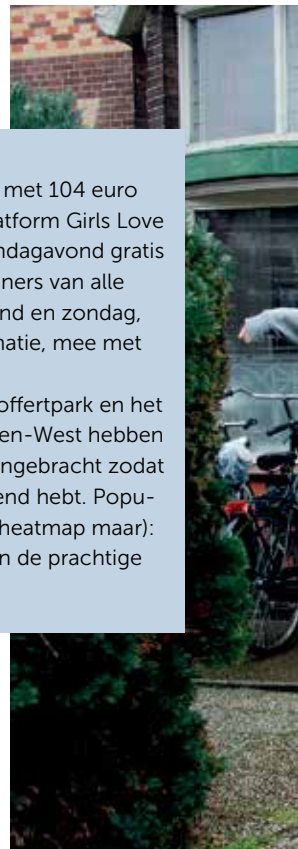 met 104 euro
atform Girls Love
ndagavond gratis
ners van alle
nd en zondag,
natie, mee met
offertpark en het
en-West hebben
ngebracht zodat
end hebt. Popu-
heatmap maar):
n de prachtige